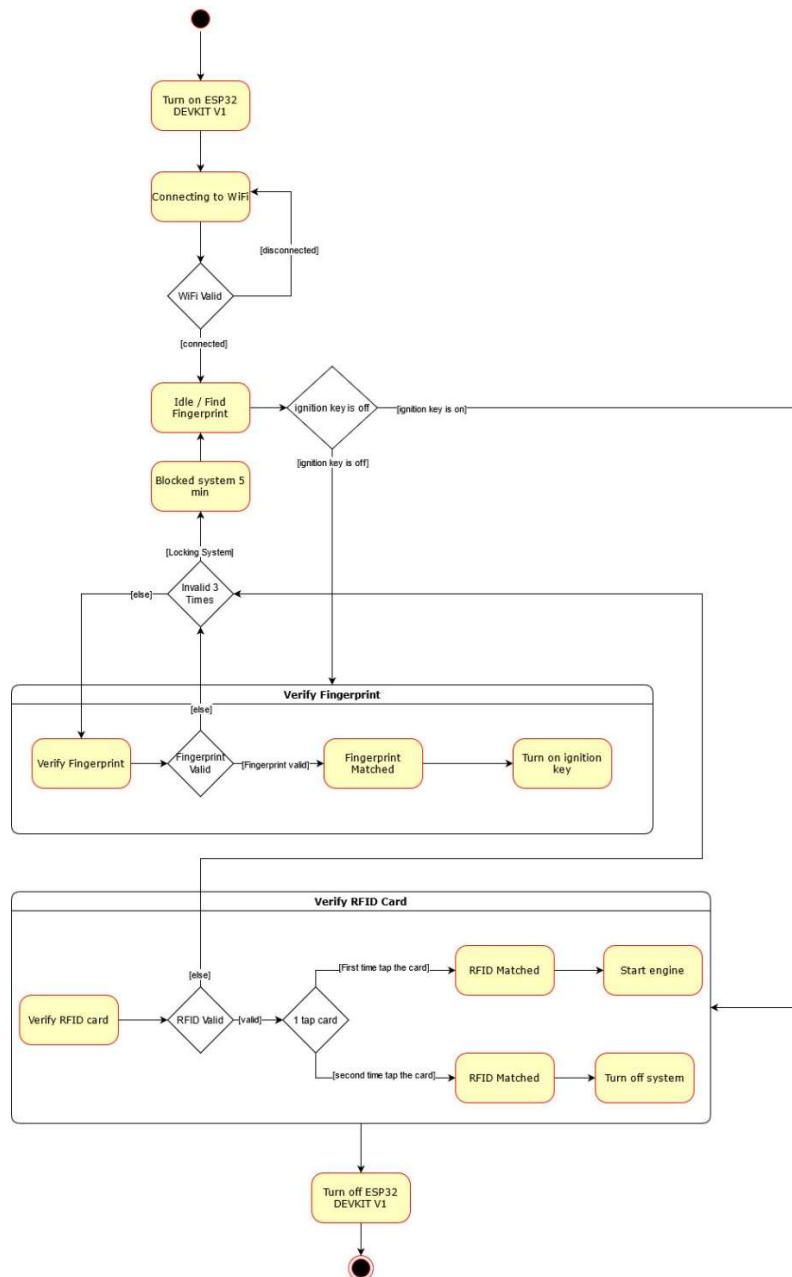 Turn on ESP32
DEVKIT V1
Connecting to WiFi
[disconnected]
WiFi Valid
[connected]
Idle / Find
Fingerprint
ignition key is off
[ignition key is on]
[ignition key is off]
Blocked system 5
min
[Locking System]
Invalid 3
Times
[else]
Verify Fingerprint
[else]
Verify Fingerprint
Fingerprint
Valid
[Fingerprint valid]
Fingerprint
Matched
Turn on ignition
key
Verify RFID Card
[else]
[First time tap the card]
RFID Matched
Start engine
Verify RFID card
RFID Valid
[valid]
1 tap card
[second time tap the card]
RFID Matched
Turn off system
Turn off ESP32
DEVKIT V1